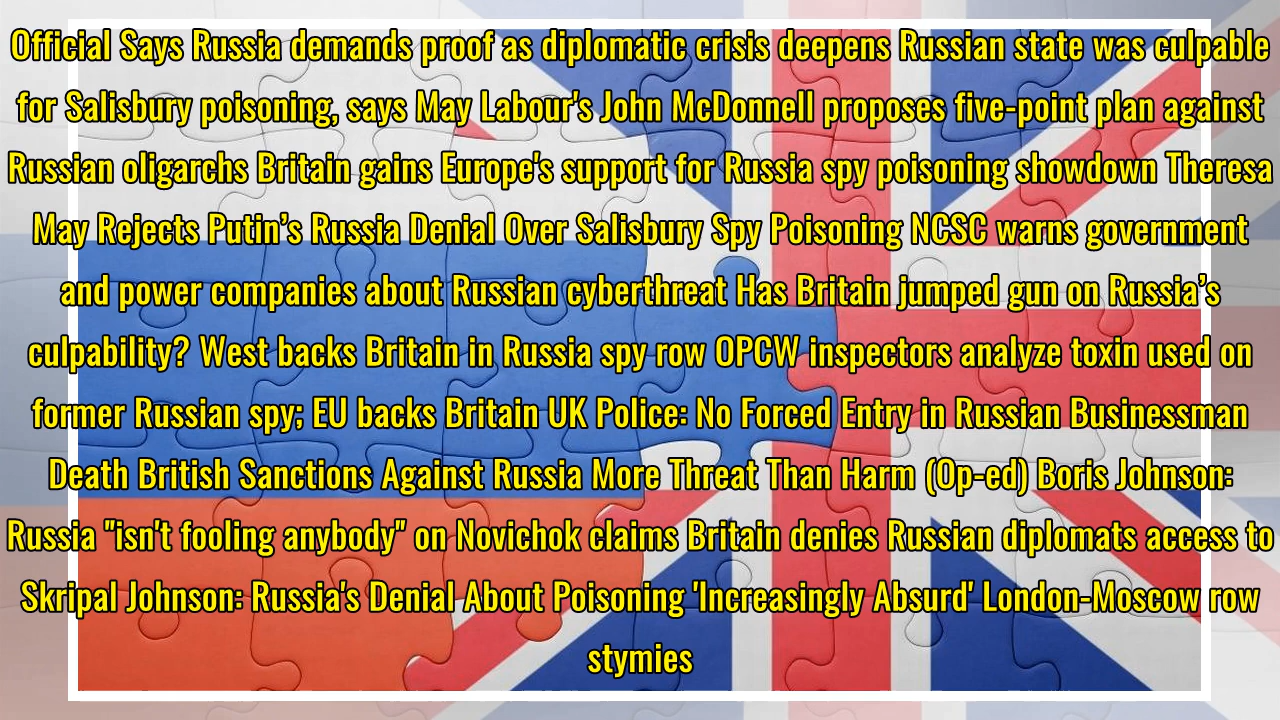 Official Says Russia demands proof as diplomatic crisis deepens Russian state was culpable
for Salisbury poisoning, says May Labour's John McDonnell proposes five-point plan against
Russian oligarchs Britain gains Europe's support for Russia spy poisoning showdown Theresa
May Rejects Putin’s Russia Denial Over Salisbury Spy Poisoning NCSC warns government
and power companies about Russian cyberthreat Has Britain jumped gun on Russia’s
culpability? West backs Britain in Russia spy row OPCW inspectors analyze toxin used on
former Russian spy; EU backs Britain UK Police: No Forced Entry in Russian Businessman
Death British Sanctions Against Russia More Threat Than Harm (Op-ed) Boris Johnson:
Russia "isn't fooling anybody" on Novichok claims Britain denies Russian diplomats access to
Skripal Johnson: Russia's Denial About Poisoning 'Increasingly Absurd' London-Moscow row
stymies